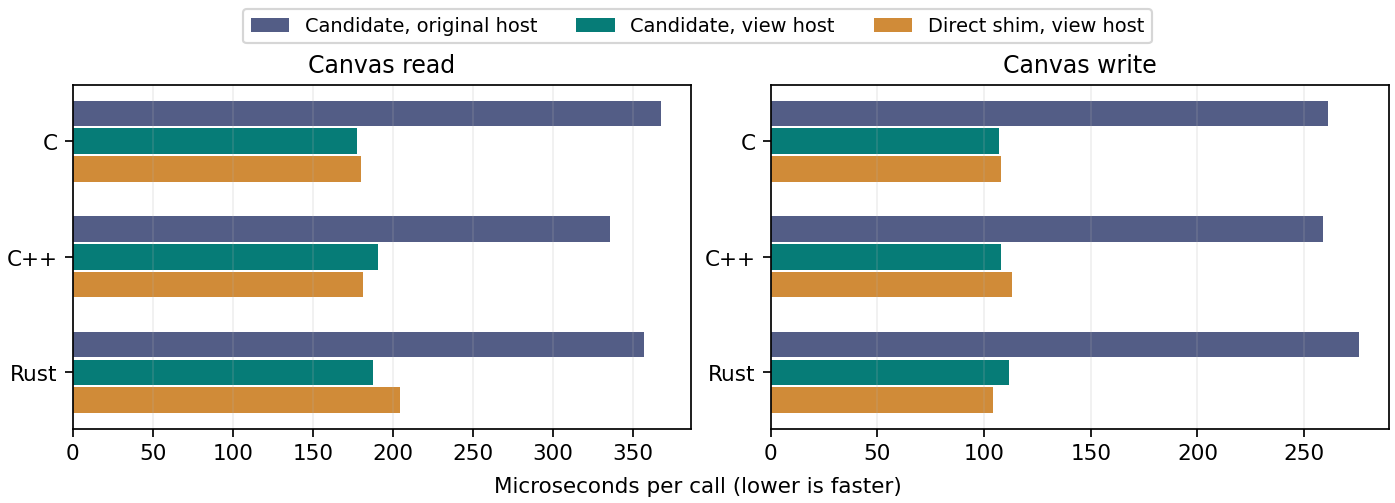 Candidate, original host
Candidate, view host
Direct shim, view host
Canvas read
Canvas write
C
C++
Rust
0 50 100 150 200 250 300 350
C
C++
Rust
0 50 100 150 200 250
Microseconds per call (lower is faster)